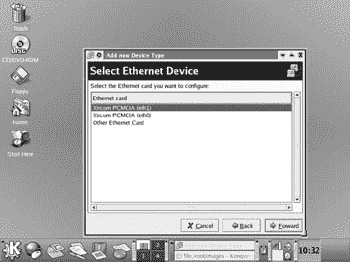 Trash
CD/DVD-ROM
Floppy
Home
Start Here
Add new Device Type
Select Ethernet Device
Select the Ethernet card you want to configure:
Ethernet card
Xircom PCMCIA (eth1)
Xircom PCMCIA (eth0)
Other Ethernet Card
Cancel
Back
Forward
10:32